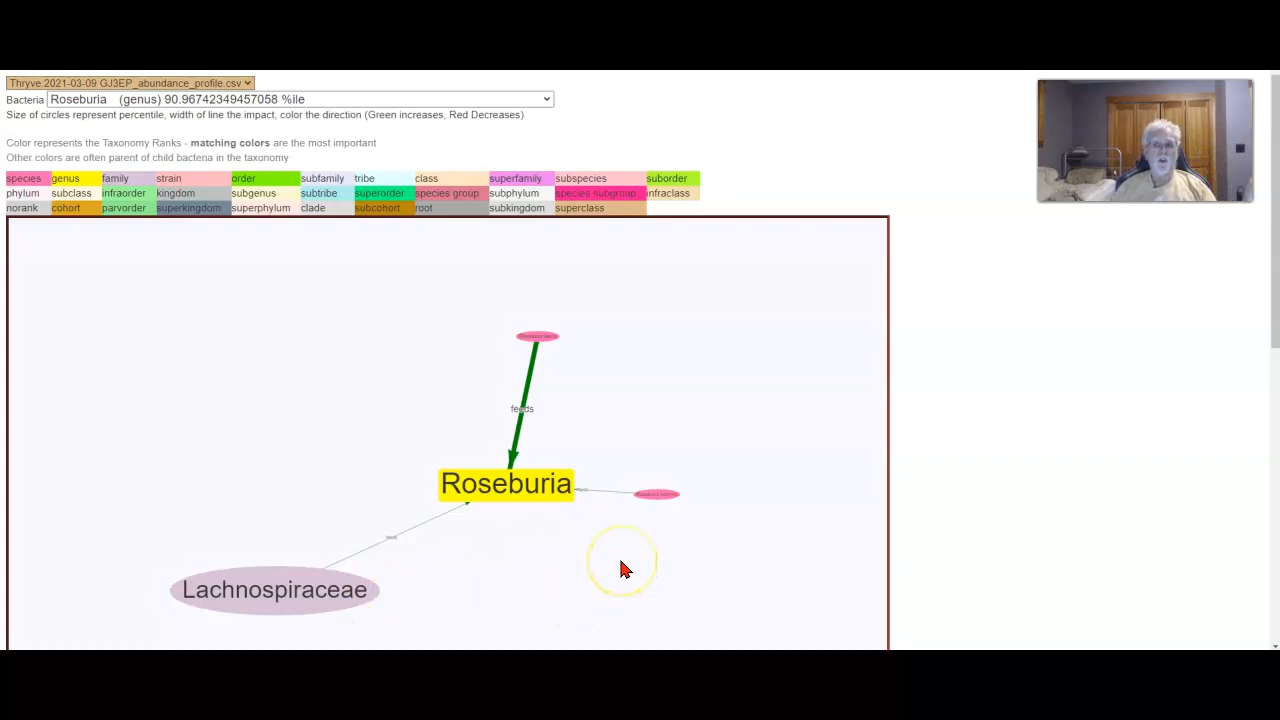 Thryve:2021-03-09 GJ3EP_abundance_profile.csv
Bacteria Roseburia (genus) 90.96742349457058 %ile
Size of circles represent percentile, width of line the impact, color the direction (Green increases, Red Decreases)
Color represents the Taxonomy Ranks - matching colors are the most important
Other colors are often parent of child bacteria in the taxonomy
species genus family strain order subfamily tribe class superfamily subspecies suborder
phylum subclass infraorder kingdom subgenus subtribe superorder species group subphylum species subgroup infraclass
norank cohort parvorder superkingdom superphylum clade subcohort root subkingdom superclass
feeds
Roseburia
Lachnospiraceae